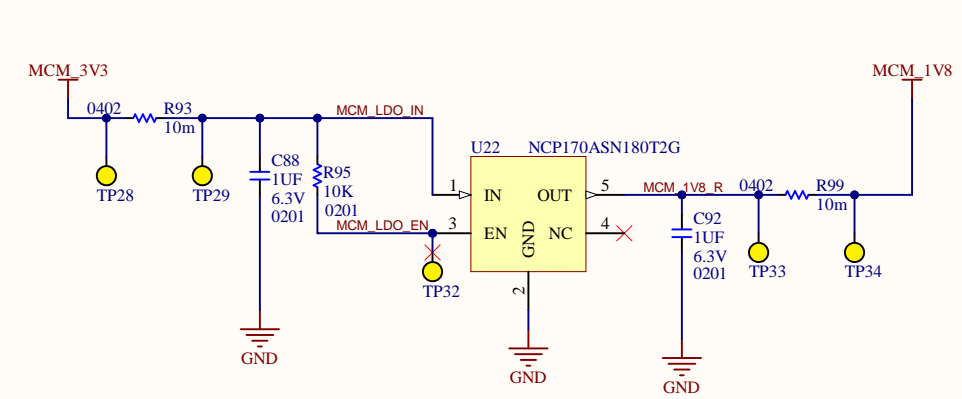 MCM_3V3
MCM_1V8
0402
R93
10m
MCM_LDO_IN
TP28
TP29
C88
1UF
6.3V
0201
R95
10K
0201
MCM_LDO_EN
TP32
U22
NCP170ASN180T2G
1
IN
OUT
5
3
EN
GND
NC
4
2
MCM_1V8_R
0402
R99
10m
C92
1UF
6.3V
0201
TP33
TP34
GND
GND
GND